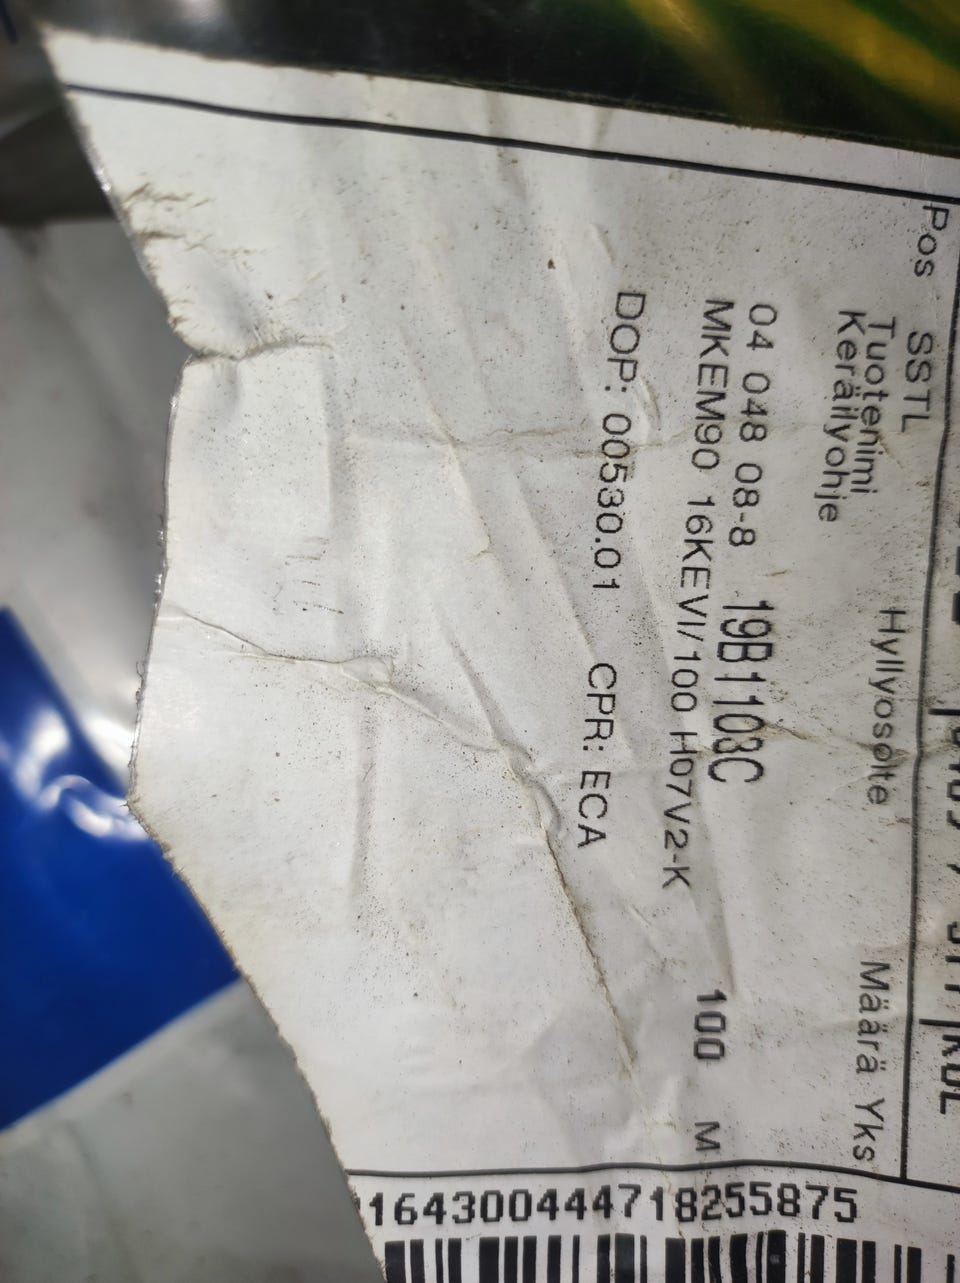 Pos SSTL
Tuotenimi Hyllyosoite Määrä Yks
Keräilyohje
04 048 08-8 19B1103C
MKEM90 16KEVI/100 H07V2-K 100 M
DOP: 00530.01 CPR: ECA
164300444718255875